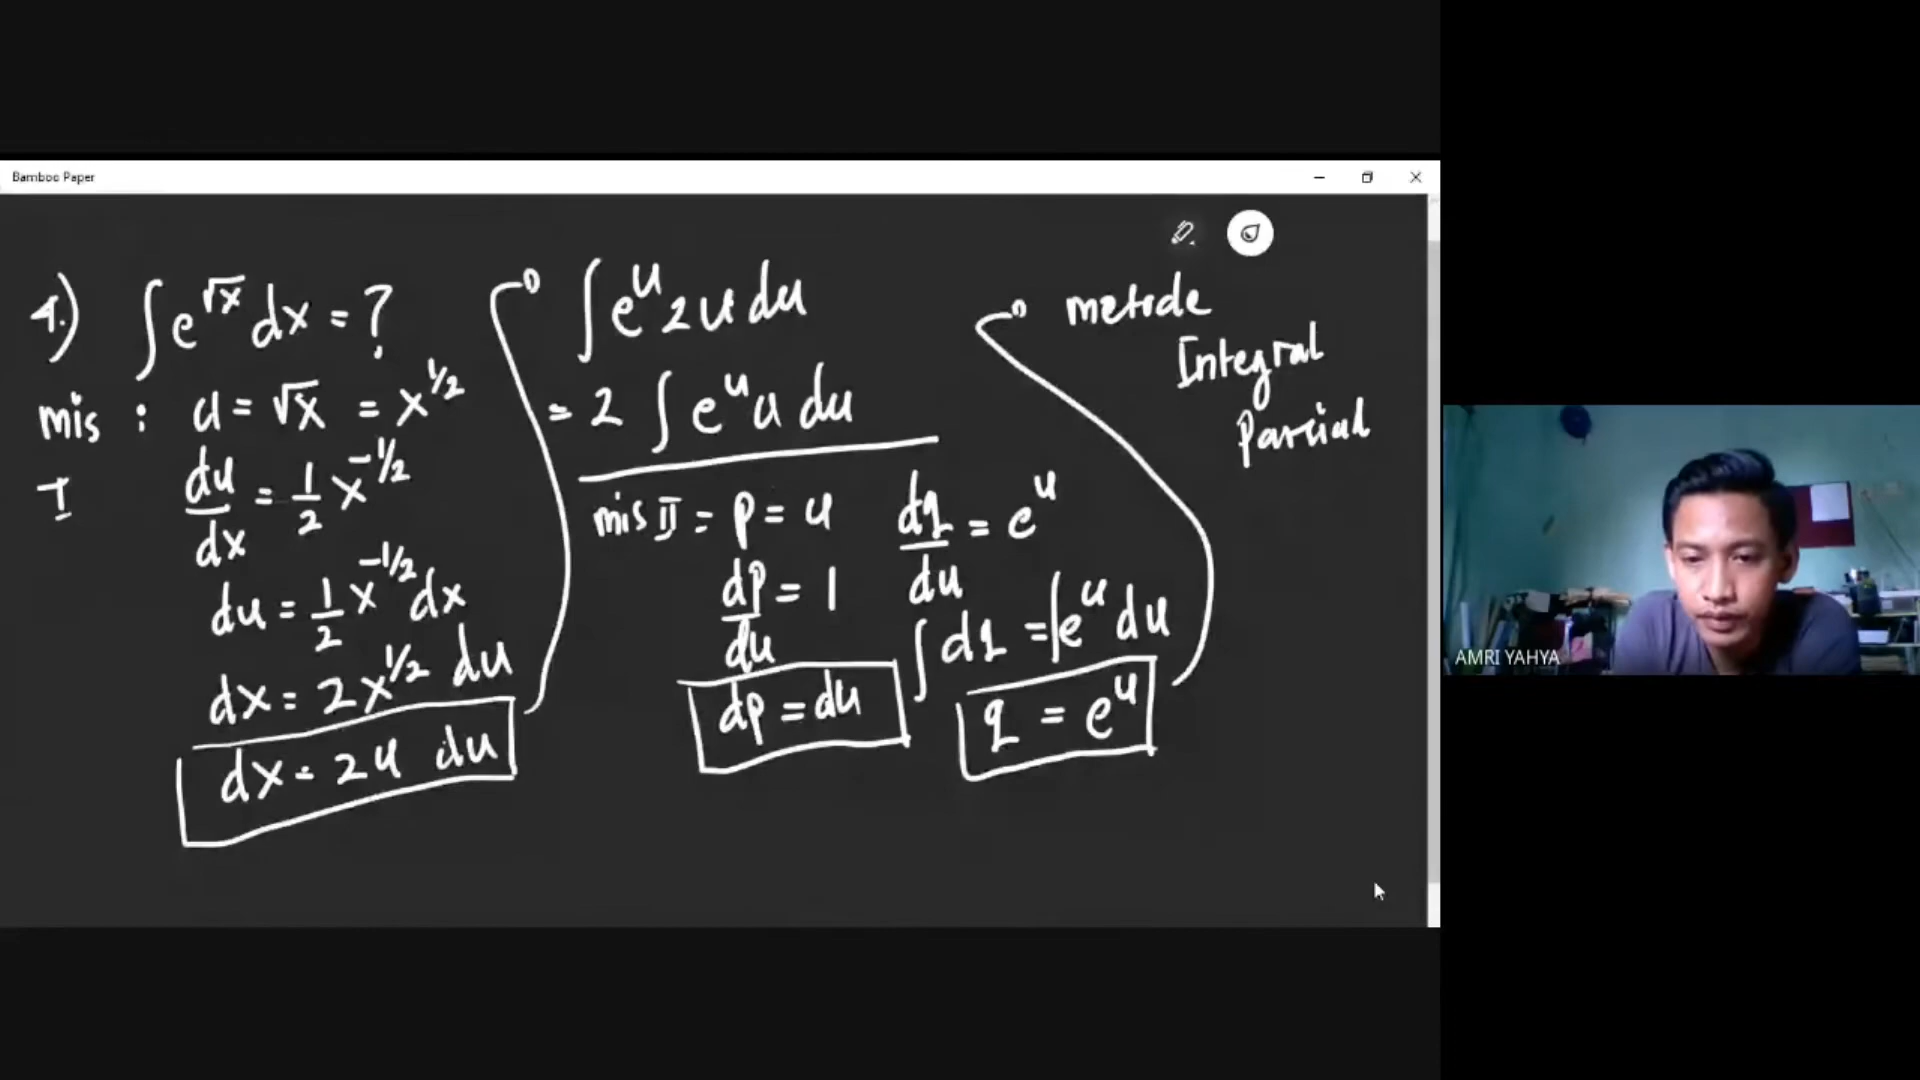 Bamboo Paper
4.) ∫e^√x dx = ?
mis : u = √x = x^1/2
I
du/dx = 1/2 x^-1/2
du = 1/2 x^-1/2 dx
dx = 2x^1/2 du
dx = 2u du
∫e^u 2u du
= 2 ∫e^u u du
mis II = p = u
dp/du = 1
dp = du
dq/du = e^u
∫dq = ∫e^u du
q = e^u
metode
Integral
Parsial
AMRI YAHYA